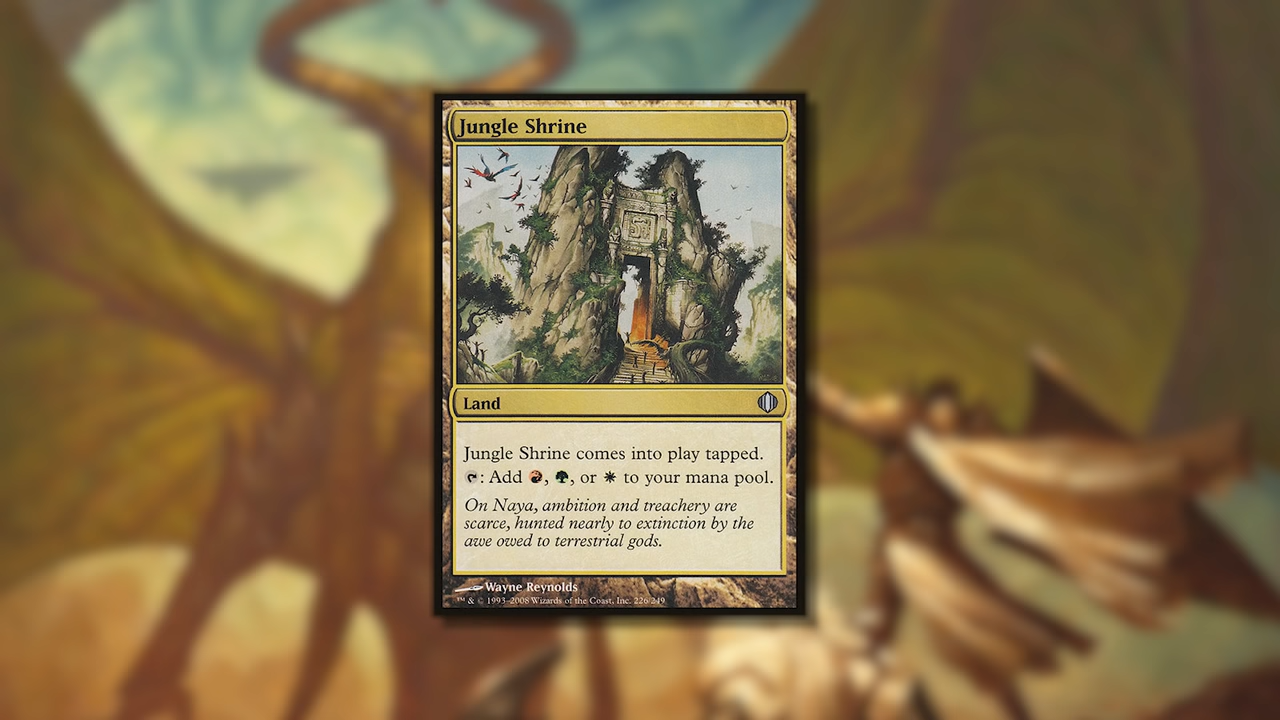 Jungle Shrine
Land
Jungle Shrine comes into play tapped.
: Add , , or to your mana pool.
On Naya, ambition and treachery are
scarce, hunted nearly to extinction by the
awe owed to terrestrial gods.
Wayne Reynolds
™ & © 1993–2008 Wizards of the Coast, Inc. 226/249